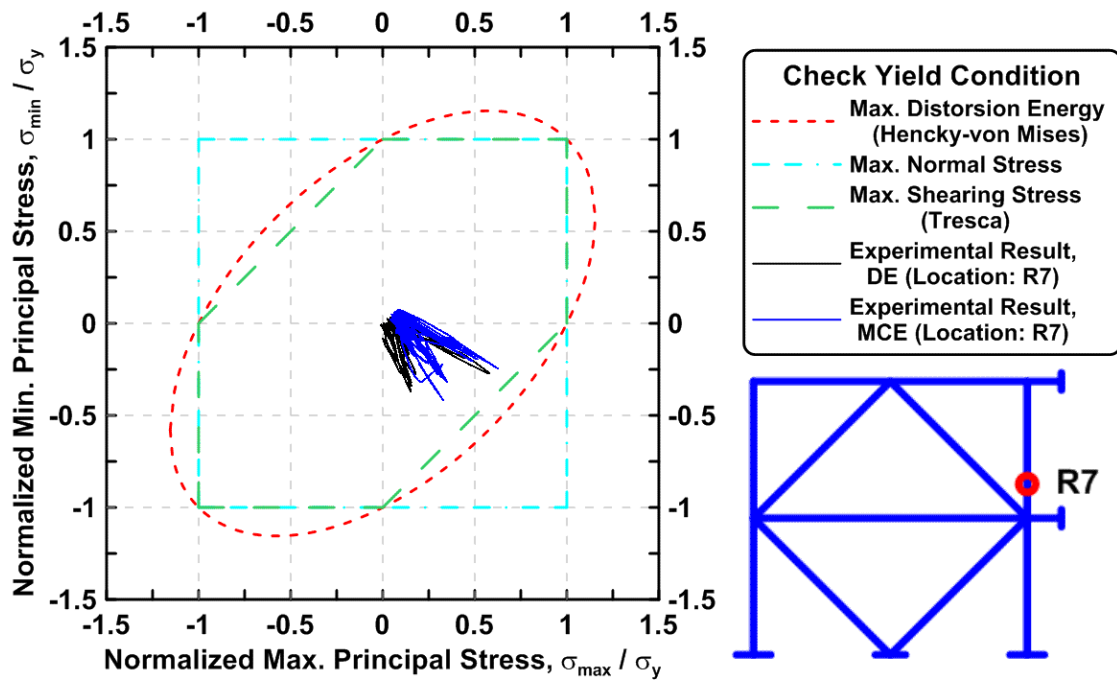 -1.5 -1 -0.5 0 0.5 1 1.5
1.5
1
0.5
0
-0.5
-1
-1.5
Normalized Min. Principal Stress, σmin / σy
1.5
1
0.5
0
-0.5
-1
-1.5
-1.5 -1 -0.5 0 0.5 1 1.5
Normalized Max. Principal Stress, σmax / σy
Check Yield Condition
Max. Distorsion Energy
(Hencky-von Mises)
Max. Normal Stress
Max. Shearing Stress
(Tresca)
Experimental Result,
DE (Location: R7)
Experimental Result,
MCE (Location: R7)
R7